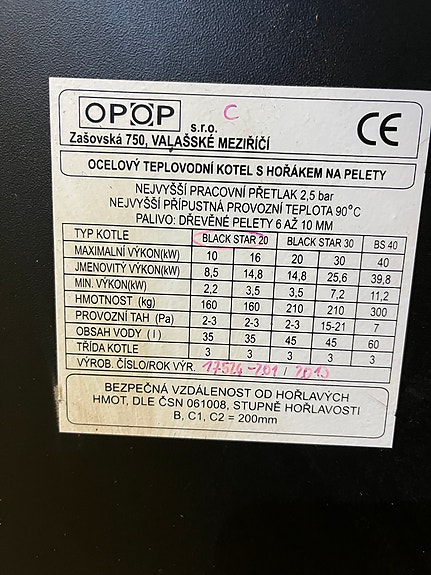 OPOP s.r.o. C CE
Zašovská 750, VALAŠSKÉ MEZIŘÍČÍ
OCELOVÝ TEPLOVODNÍ KOTEL S HOŘÁKEM NA PELETY
NEJVYŠŠÍ PRACOVNÍ PŘETLAK 2,5 bar
NEJVYŠŠÍ PŘÍPUSTNÁ PROVOZNÍ TEPLOTA 90°C
PALIVO: DŘEVĚNÉ PELETY 6 AŽ 10 MM
TYP KOTLE BLACK STAR 20 BLACK STAR 30 BS 40
MAXIMALNÍ VÝKON(kW) 10 16 20 30 40
JMENOVITÝ VÝKON(kW) 8,5 14,8 14,8 25,6 39,8
MIN. VÝKON(kW) 2,2 3,5 3,5 7,2 11,2
HMOTNOST (kg) 160 160 210 210 300
PROVOZNÍ TAH (Pa) 2-3 2-3 2-3 15-21 7
OBSAH VODY (l) 35 35 45 45 60
TŘÍDA KOTLE 3 3 3 3 3
VÝROB. ČÍSLO/ROK VÝR.
BEZPEČNÁ VZDÁLENOST OD HOŘLAVÝCH
HMOT, DLE ČSN 061008, STUPNĚ HOŘLAVOSTI
B, C1, C2 = 200mm